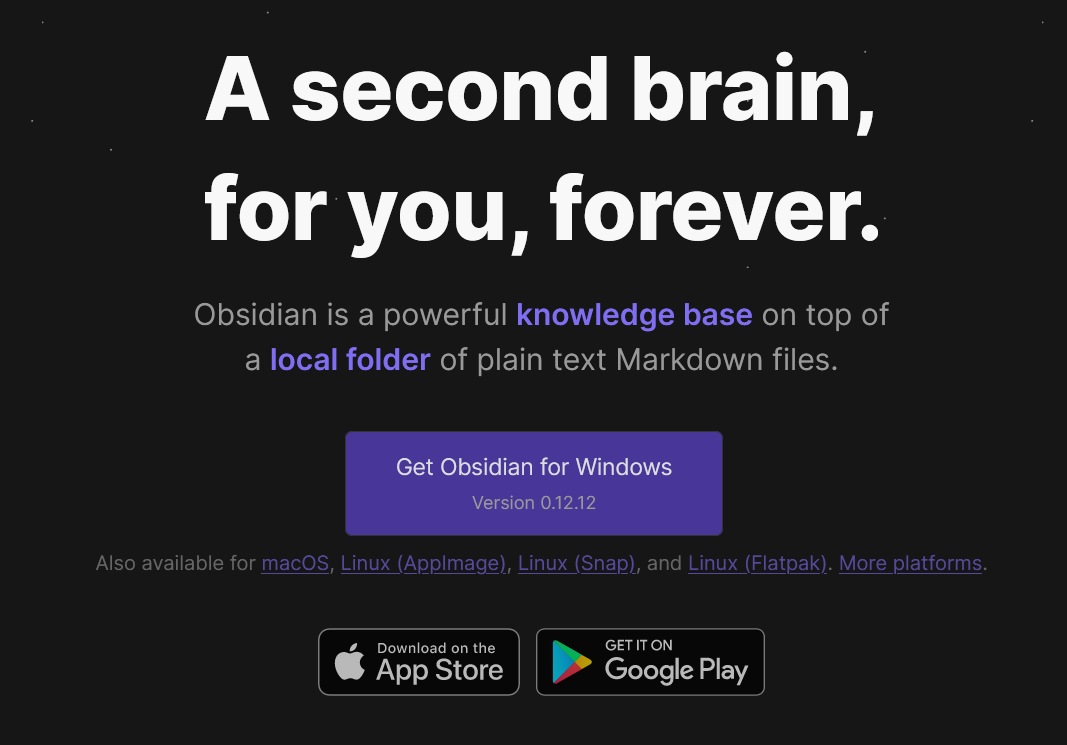 A second brain,
for you, forever.
Obsidian is a powerful knowledge base on top of
a local folder of plain text Markdown files.
Get Obsidian for Windows
Version 0.12.12
Also available for macOS, Linux (AppImage), Linux (Snap), and Linux (Flatpak). More platforms.
Download on the
App Store
GET IT ON
Google Play